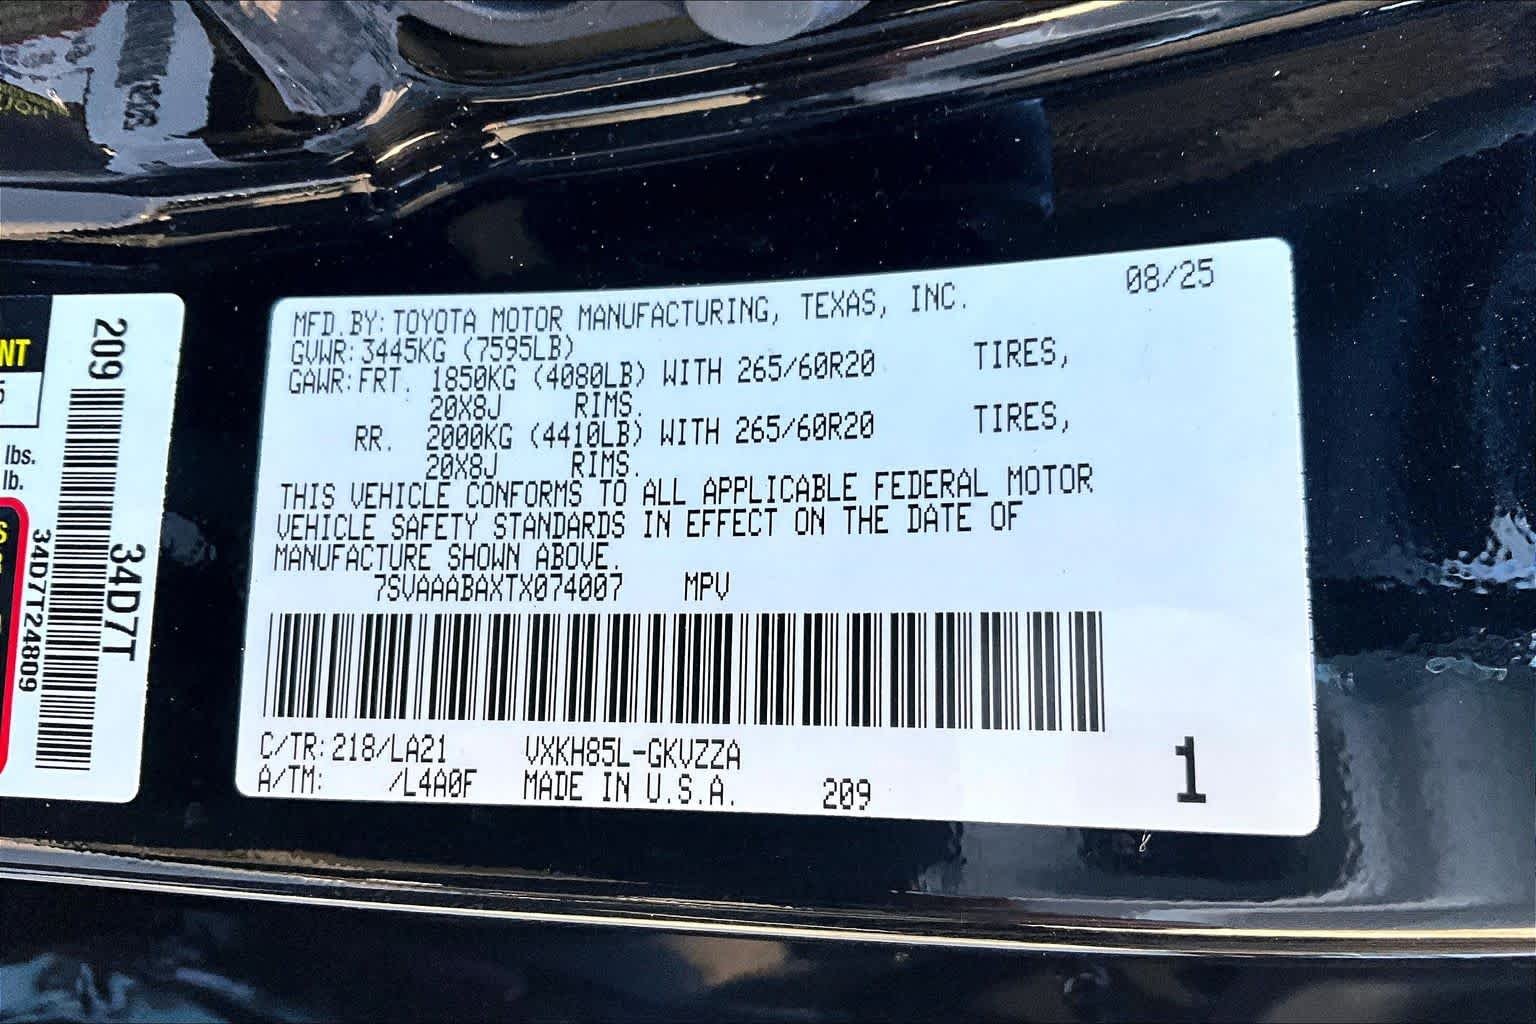 NT
5
lbs.
lb.
S
209
34D7T
34D7T24809
MFD.BY: TOYOTA MOTOR MANUFACTURING, TEXAS, INC. 08/25
GVWR: 3445KG (7595LB)
GAWR: FRT. 1850KG (4080LB) WITH 265/60R20 TIRES,
20X8J RIMS.
RR. 2000KG (4410LB) WITH 265/60R20 TIRES,
20X8J RIMS.
THIS VEHICLE CONFORMS TO ALL APPLICABLE FEDERAL MOTOR
VEHICLE SAFETY STANDARDS IN EFFECT ON THE DATE OF
MANUFACTURE SHOWN ABOVE.
7SVAAABAXTX074007 MPV
C/TR: 218/LA21 VXKH85L-GKVZZA
A/TM: /L4A0F MADE IN U.S.A. 209 1